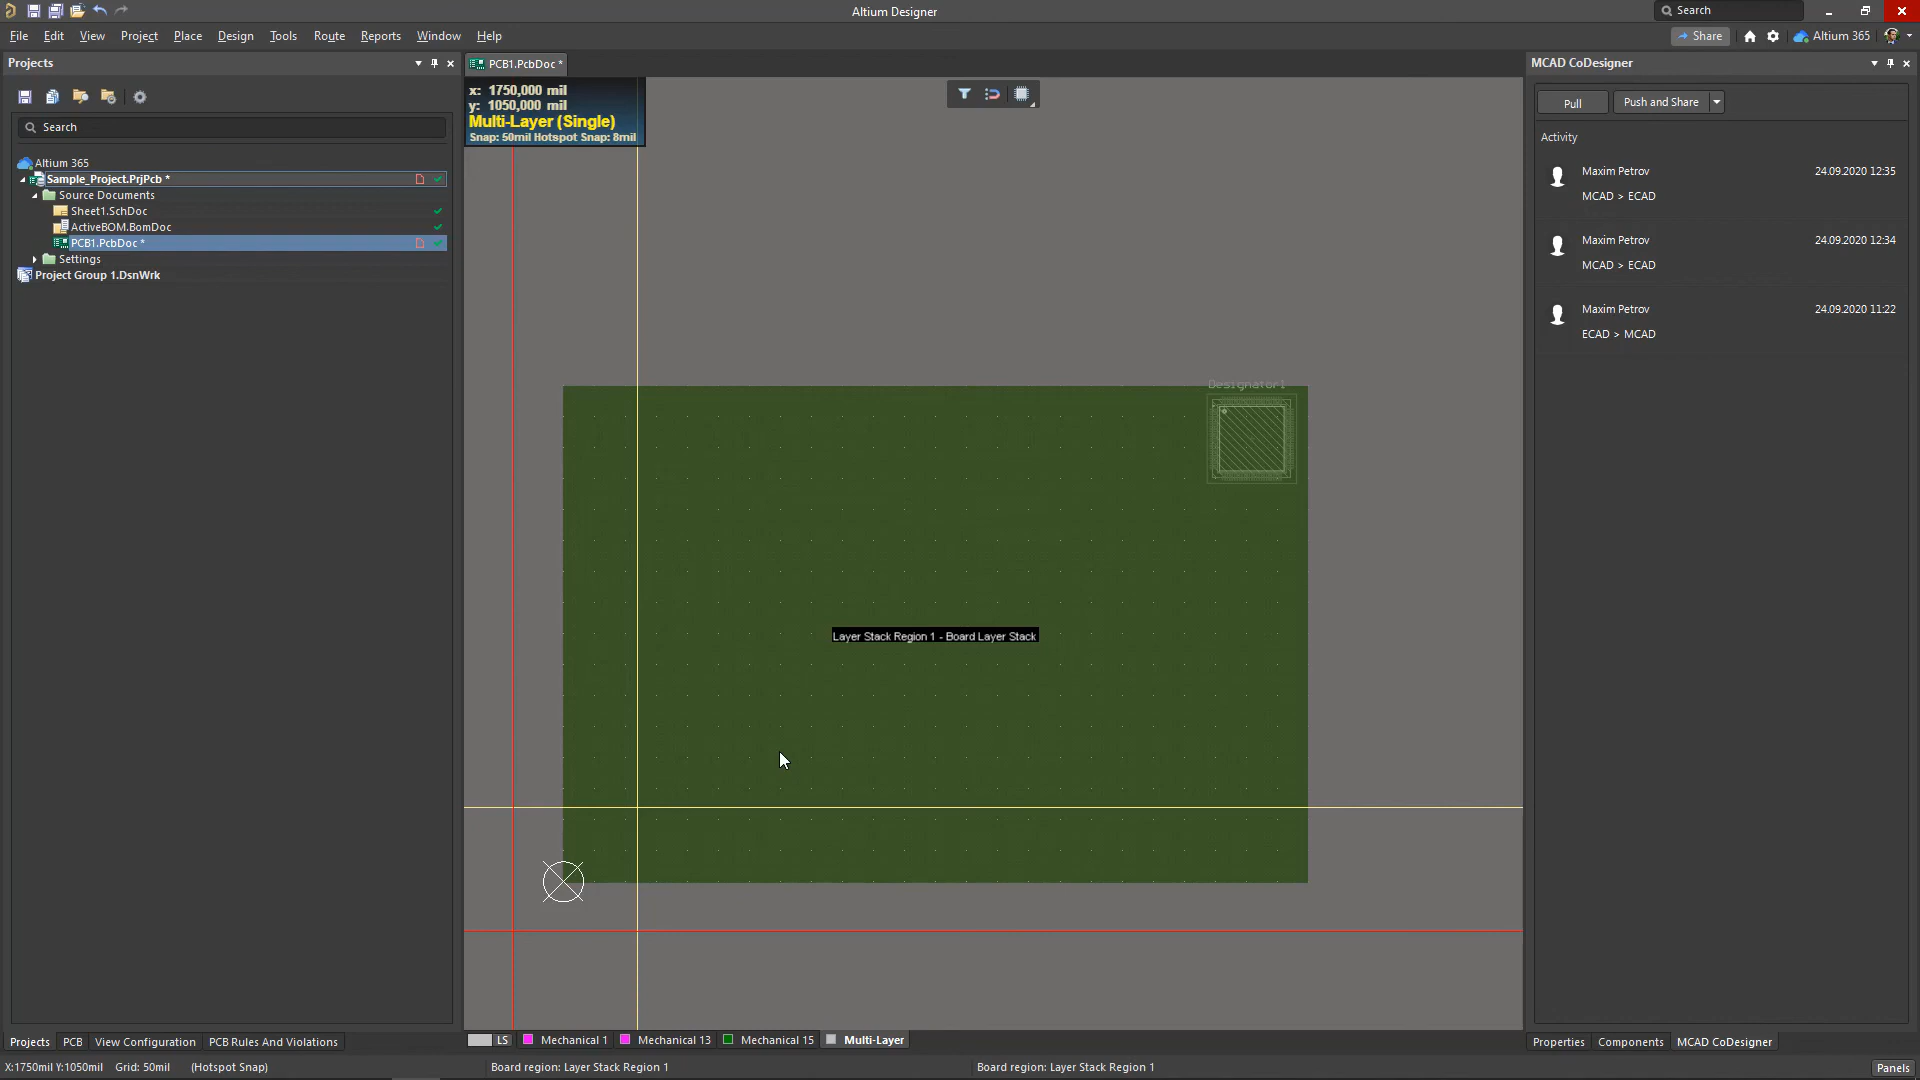 Altium Designer
Search
File Edit View Project Place Design Tools Route Reports Window Help
Share
Altium 365
Projects
Search
Altium 365
Sample_Project.PrjPcb *
Source Documents
Sheet1.SchDoc
ActiveBOM.BomDoc
PCB1.PcbDoc *
Settings
Project Group 1.DsnWrk
PCB1.PcbDoc *
x: 1750,000 mil
y: 1050,000 mil
Multi-Layer (Single)
Snap: 50mil Hotspot Snap: 8mil
Designator1
Layer Stack Region 1 - Board Layer Stack
MCAD CoDesigner
Pull
Push and Share
Activity
Maxim Petrov 24.09.2020 12:35
MCAD > ECAD
Maxim Petrov 24.09.2020 12:34
MCAD > ECAD
Maxim Petrov 24.09.2020 11:22
ECAD > MCAD
Projects PCB View Configuration PCB Rules And Violations
LS Mechanical 1 Mechanical 13 Mechanical 15 Multi-Layer
Properties Components MCAD CoDesigner
X:1750mil Y:1050mil Grid: 50mil (Hotspot Snap)
Board region: Layer Stack Region 1
Board region: Layer Stack Region 1
Panels